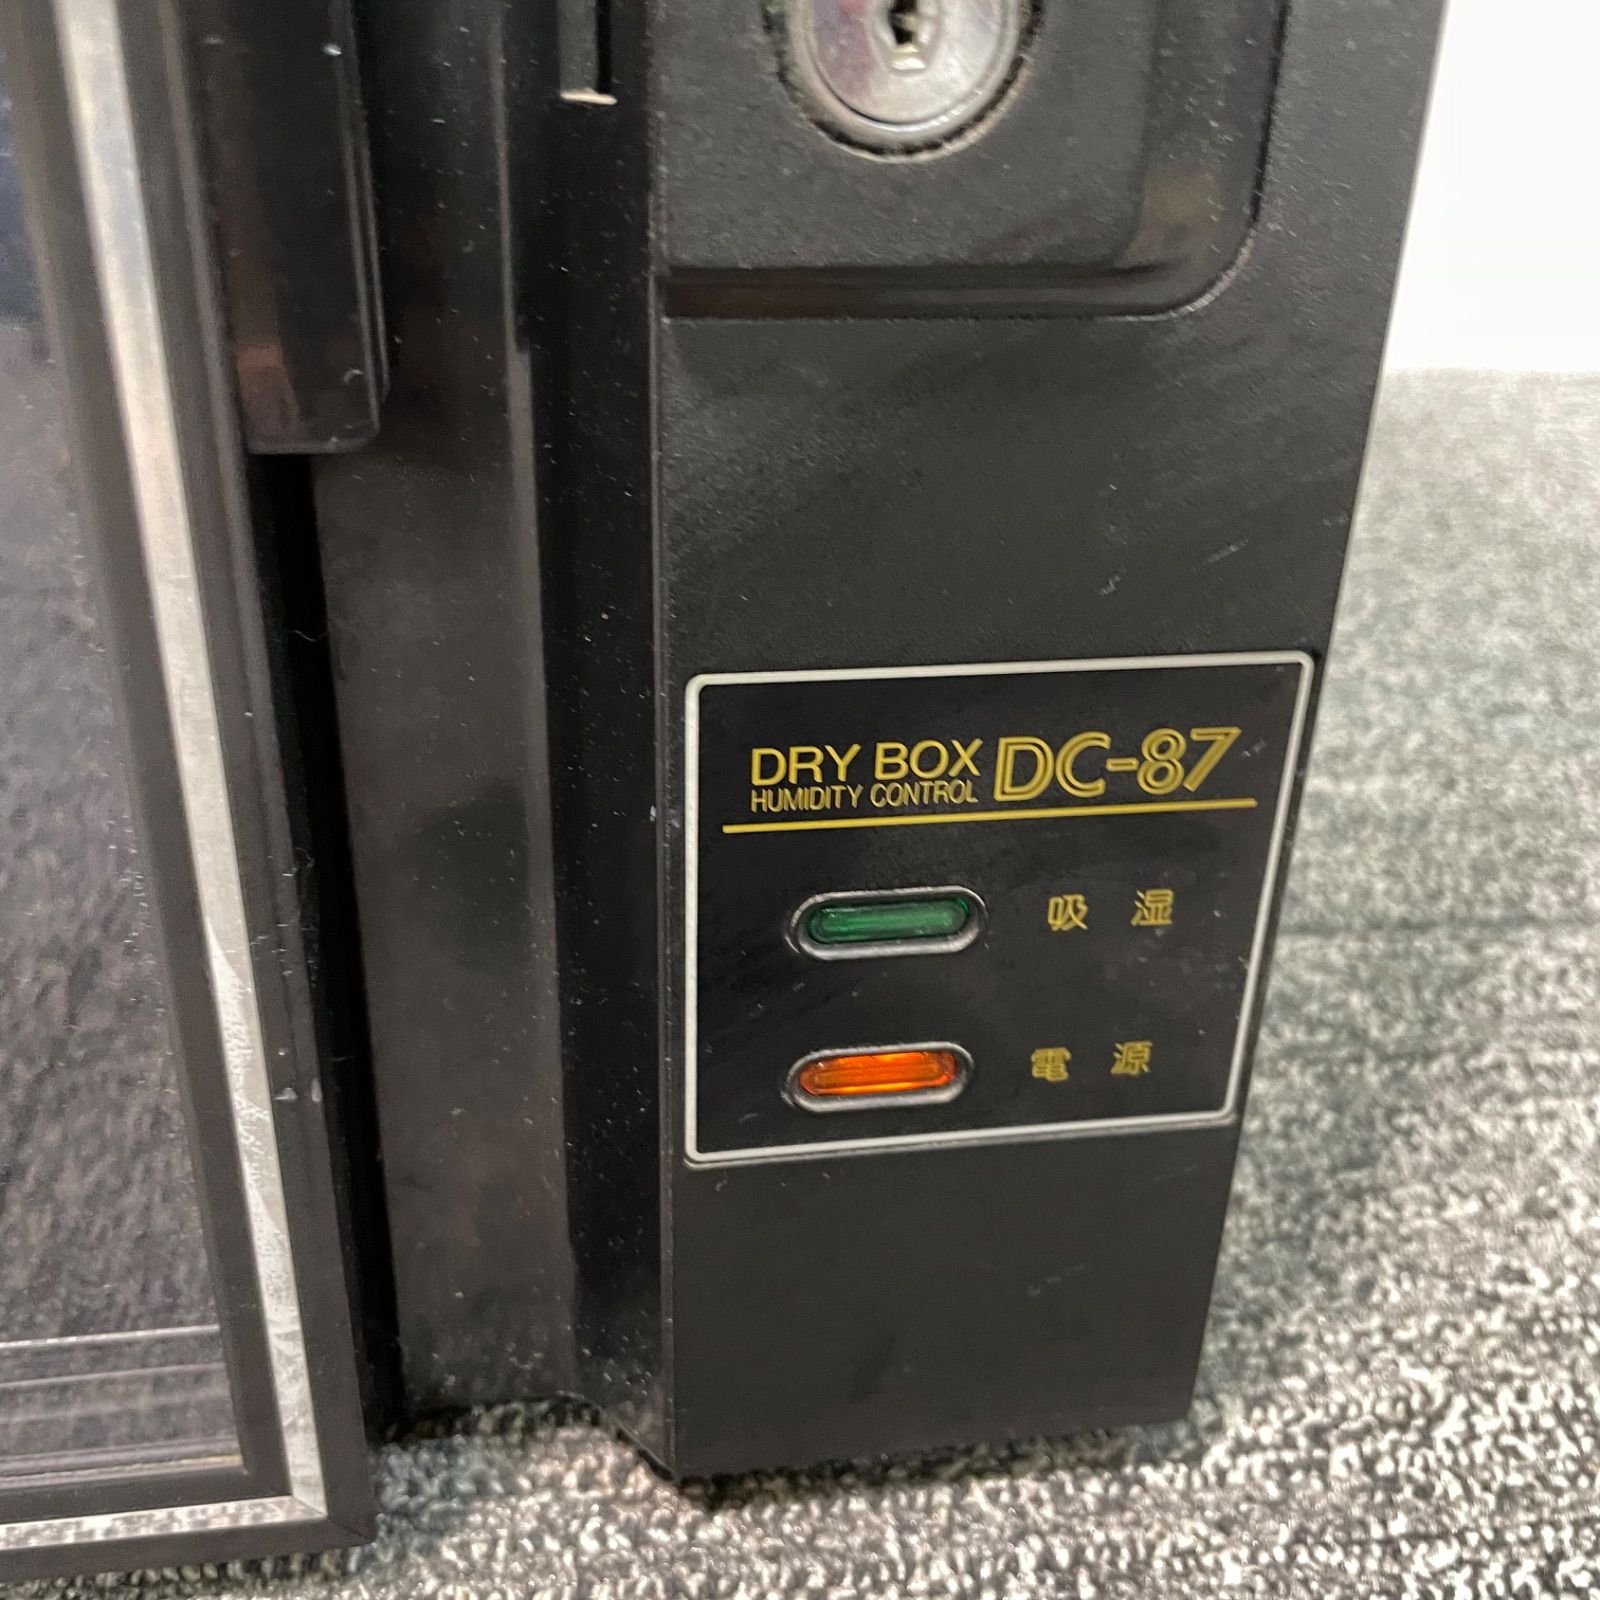 DRY BOX DC-87
HUMIDITY CONTROL
吸 湿
電 源